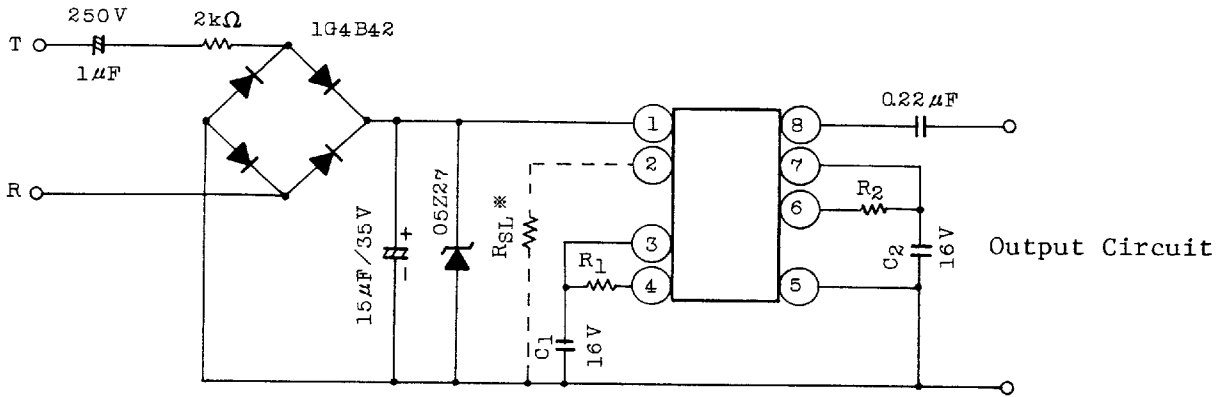 250V
2kΩ
1G4B42
T
1μF
R
15μF/35V
+
-
05Z27
RSL※
1
2
3
4
R1
C1
16V
8
7
6
5
0.22μF
R2
C2
16V
Output Circuit